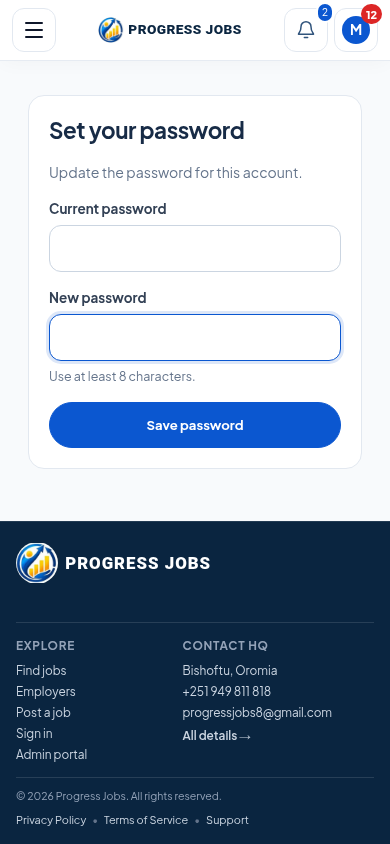 PROGRESS JOBS
2
M
12
Set your password
Update the password for this account.
Current password
New password
Use at least 8 characters.
Save password
PROGRESS JOBS
EXPLORE
Find jobs
Employers
Post a job
Sign in
Admin portal
CONTACT HQ
Bishoftu, Oromia
+251 949 811 818
progressjobs8@gmail.com
All details →
© 2026 Progress Jobs. All rights reserved.
Privacy Policy • Terms of Service • Support